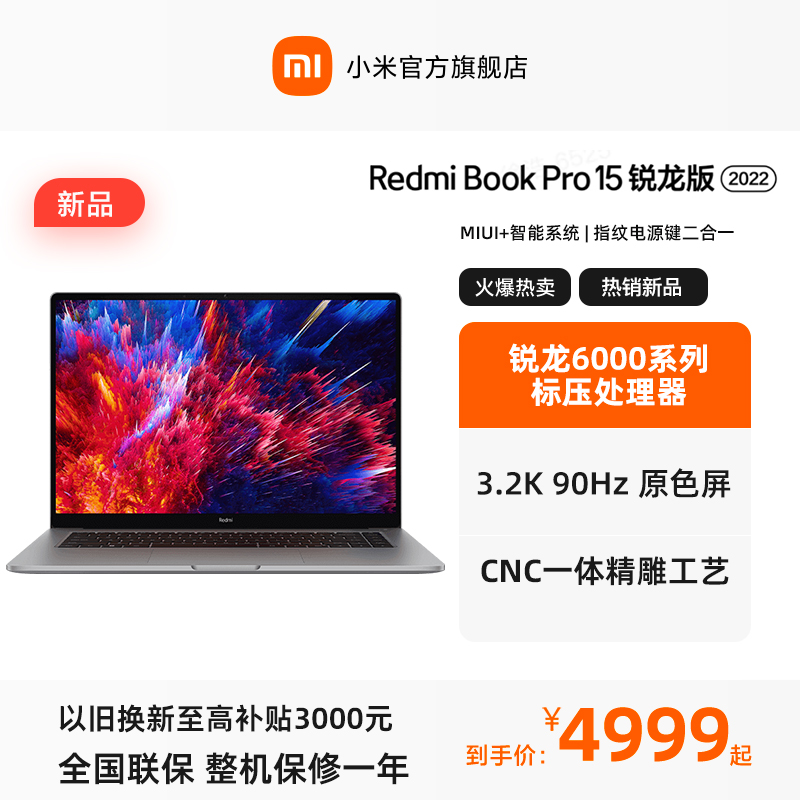 mi 小米官方旗舰店
新品
Redmi Book Pro 15 锐龙版 2022
MIUI+智能系统 | 指纹电源键二合一
火爆热卖 热销新品
锐龙6000系列
标压处理器
3.2K 90Hz 原色屏
CNC一体精雕工艺
Redmi
以旧换新至高补贴3000元
全国联保 整机保修一年
到手价: ¥4999起